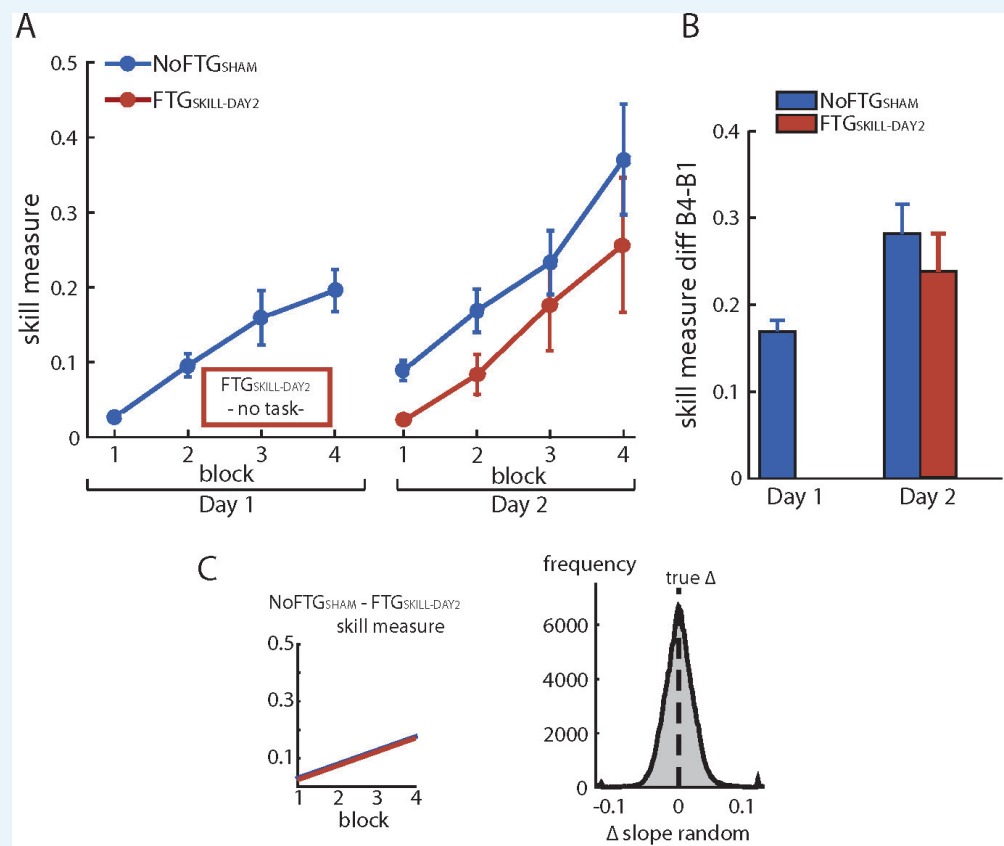 A
NoFTGSHAM
FTGSKILL-DAY2
skill measure
0.5
0.4
0.3
0.2
0.1
0
FTGSKILL-DAY2
- no task-
1 2 3 4 1 2 3 4
block block
Day 1 Day 2
B
NoFTGSHAM
FTGSKILL-DAY2
skill measure diff B4-B1
0.4
0.3
0.2
0.1
0
Day 1 Day 2
C
NoFTGSHAM - FTGSKILL-DAY2
skill measure
0.5
0.3
0.1
1 2 3 4
block
frequency
true Δ
6000
4000
2000
0
-0.1 0 0.1
Δ slope random